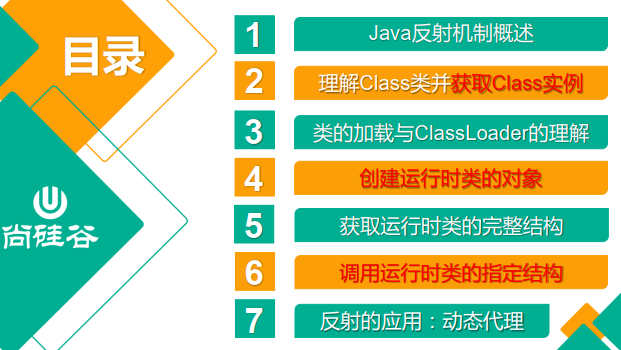 目录
1 Java反射机制概述
2 理解Class类并获取Class实例
3 类的加载与ClassLoader的理解
4 创建运行时类的对象
5 获取运行时类的完整结构
6 调用运行时类的指定结构
7 反射的应用：动态代理
尚硅谷